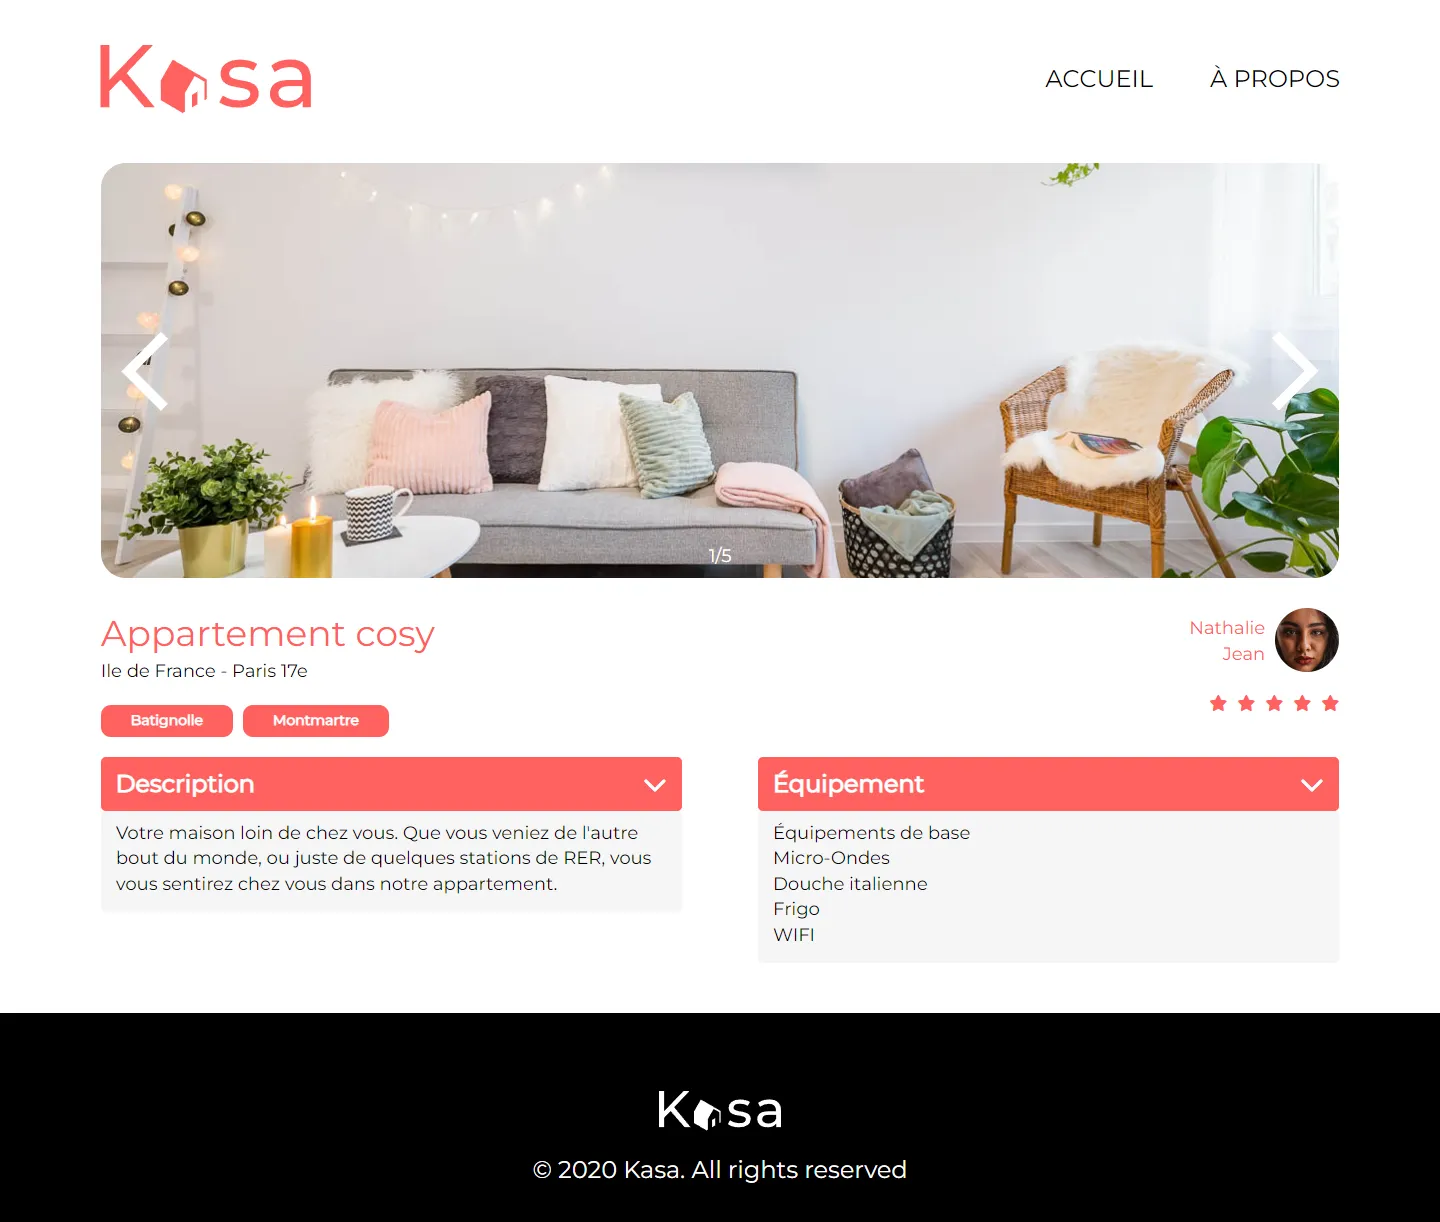 Kasa
ACCUEIL
À PROPOS
1/5
Appartement cosy
Ile de France - Paris 17e
Nathalie
Jean
Batignolle
Montmartre
Description
Votre maison loin de chez vous. Que vous veniez de l'autre
bout du monde, ou juste de quelques stations de RER, vous
vous sentirez chez vous dans notre appartement.
Équipement
Équipements de base
Micro-Ondes
Douche italienne
Frigo
WIFI
Kasa
© 2020 Kasa. All rights reserved